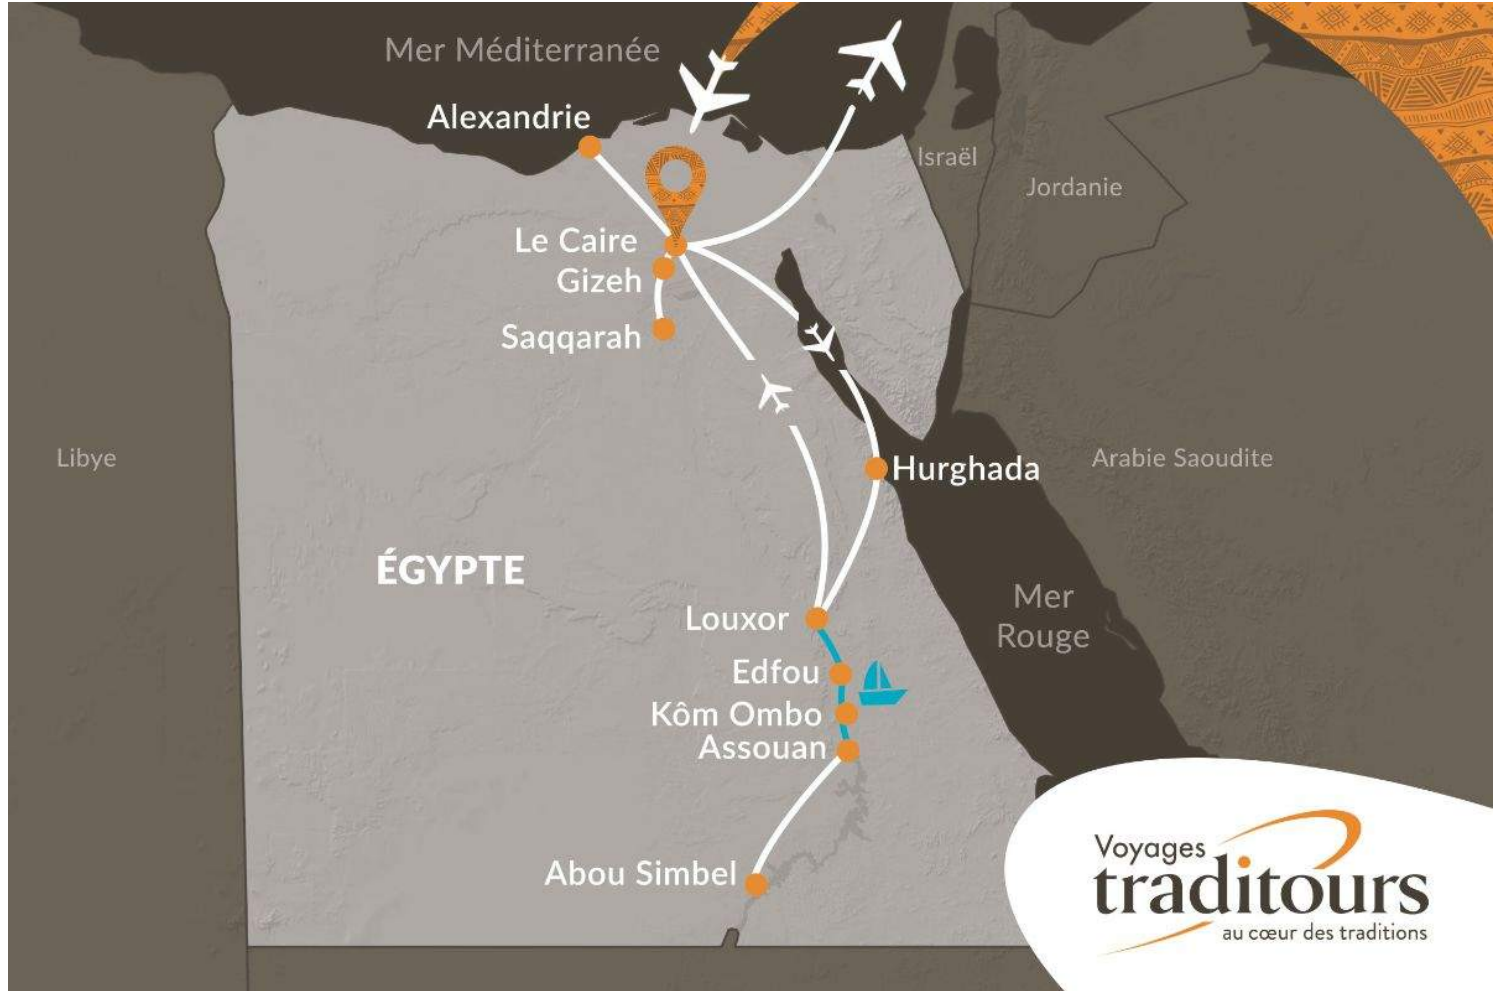 Mer Méditerranée
Alexandrie
Israël
Jordanie
Le Caire
Gizeh
Saqqarah
Libye
Hurghada
Arabie Saoudite
ÉGYPTE
Mer
Rouge
Louxor
Edfou
Kôm Ombo
Assouan
Abou Simbel
Voyages
traditours
au cœur des traditions